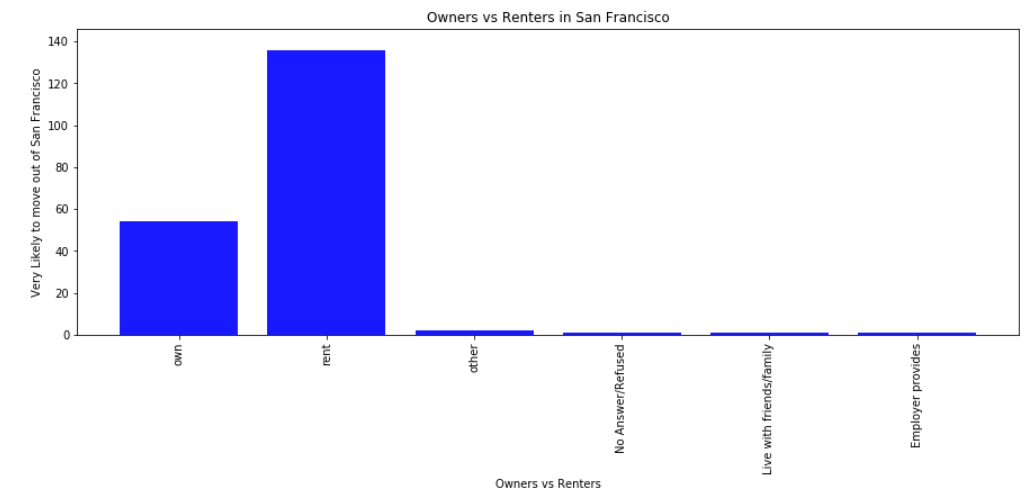 Owners vs Renters in San Francisco
Very Likely to move out of San Francisco
140
120
100
80
60
40
20
0
own
rent
other
No Answer/Refused
Live with friends/family
Employer provides
Owners vs Renters